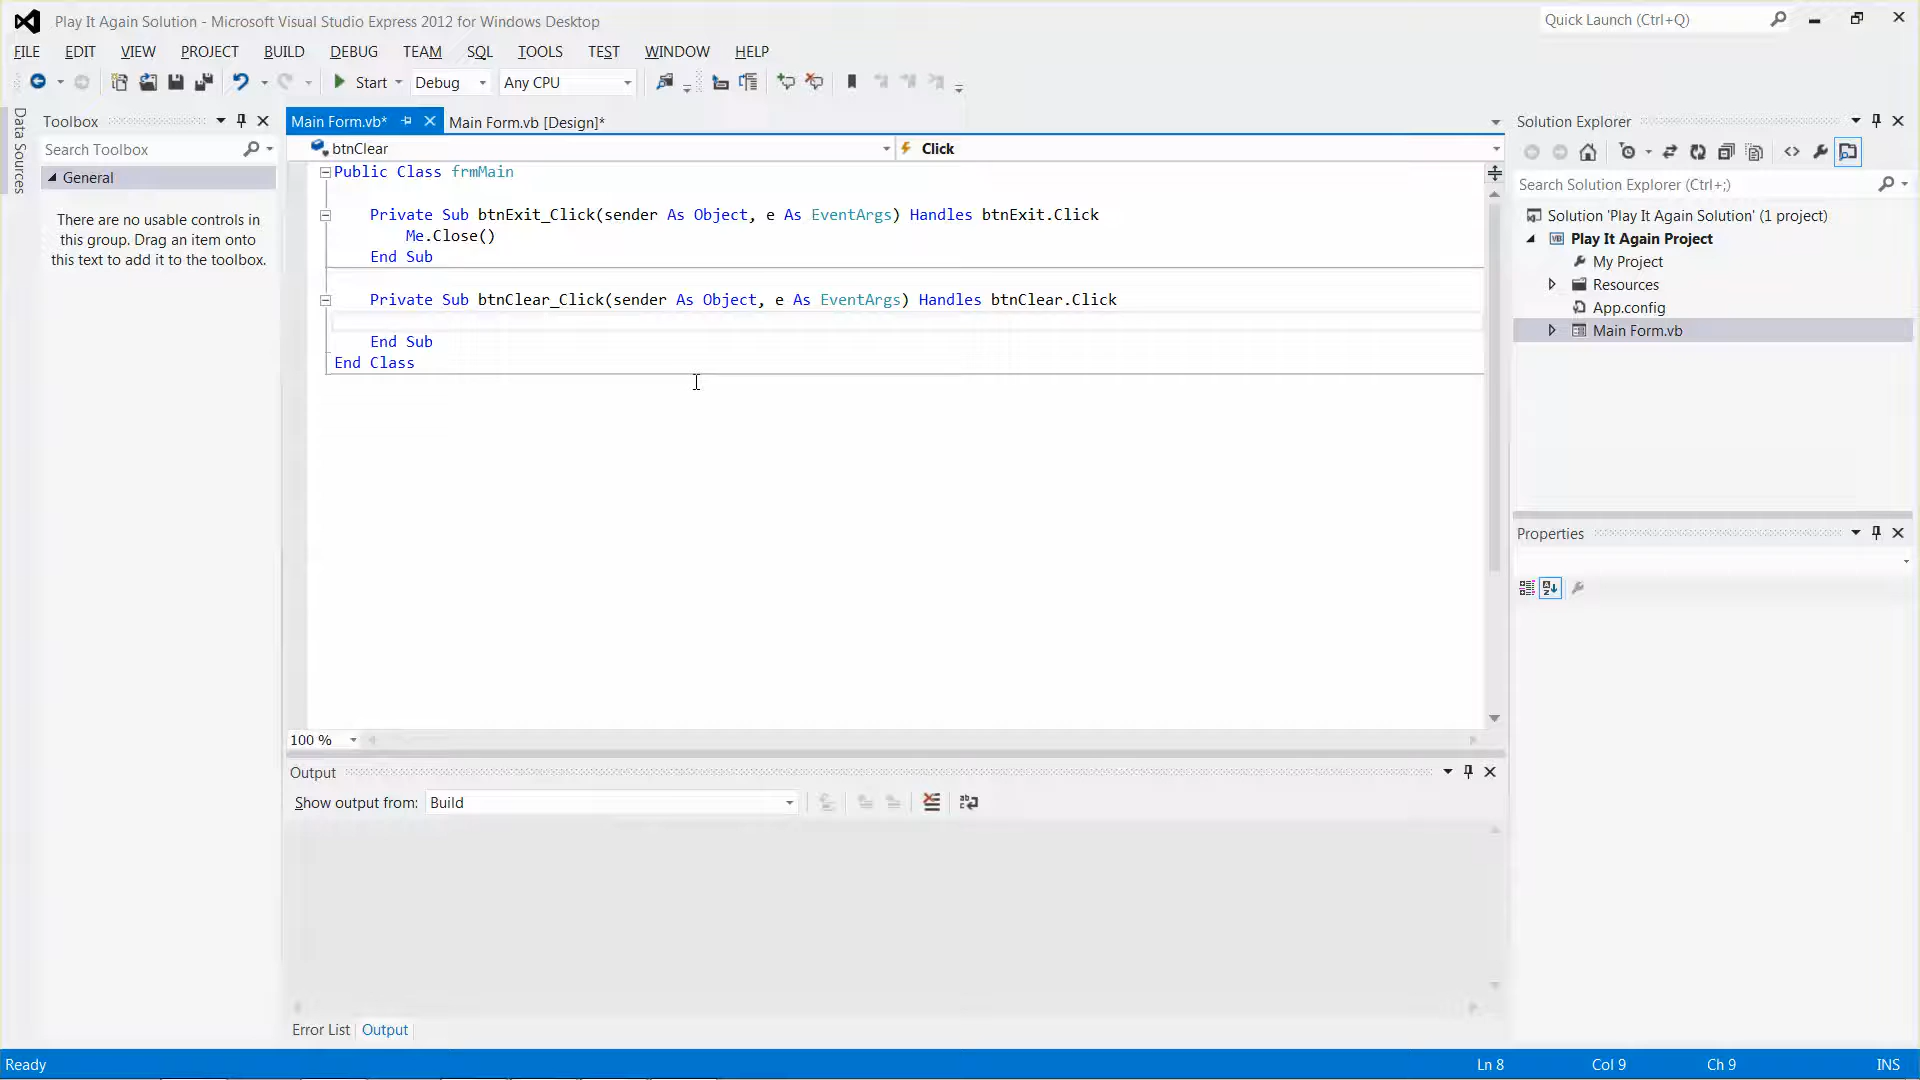 Play It Again Solution - Microsoft Visual Studio Express 2012 for Windows Desktop
Quick Launch (Ctrl+Q)
FILE EDIT VIEW PROJECT BUILD DEBUG TEAM SQL TOOLS TEST WINDOW HELP
Start Debug Any CPU
Data Sources
Toolbox
Search Toolbox
General
There are no usable controls in
this group. Drag an item onto
this text to add it to the toolbox.
Main Form.vb* Main Form.vb [Design]*
btnClear Click
Public Class frmMain
Private Sub btnExit_Click(sender As Object, e As EventArgs) Handles btnExit.Click
Me.Close()
End Sub
Private Sub btnClear_Click(sender As Object, e As EventArgs) Handles btnClear.Click
End Sub
End Class
100 %
Output
Show output from: Build
Error List Output
Solution Explorer
Search Solution Explorer (Ctrl+;)
Solution 'Play It Again Solution' (1 project)
Play It Again Project
My Project
Resources
App.config
Main Form.vb
Properties
Ready Ln 8 Col 9 Ch 9 INS